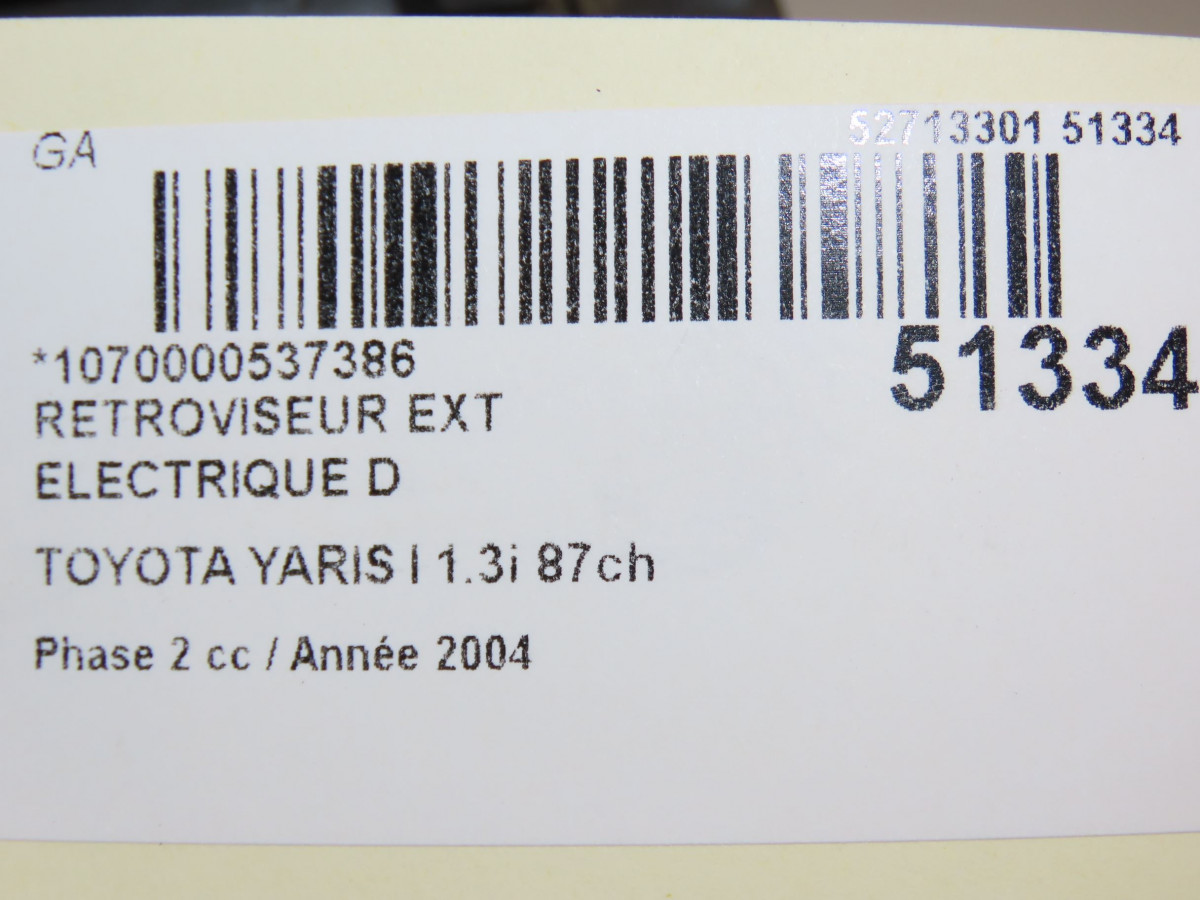 GA
52713301 51334
*1070000537386
51334
RETROVISEUR EXT
ELECTRIQUE D
TOYOTA YARIS I 1.3i 87ch
Phase 2 cc / Année 2004